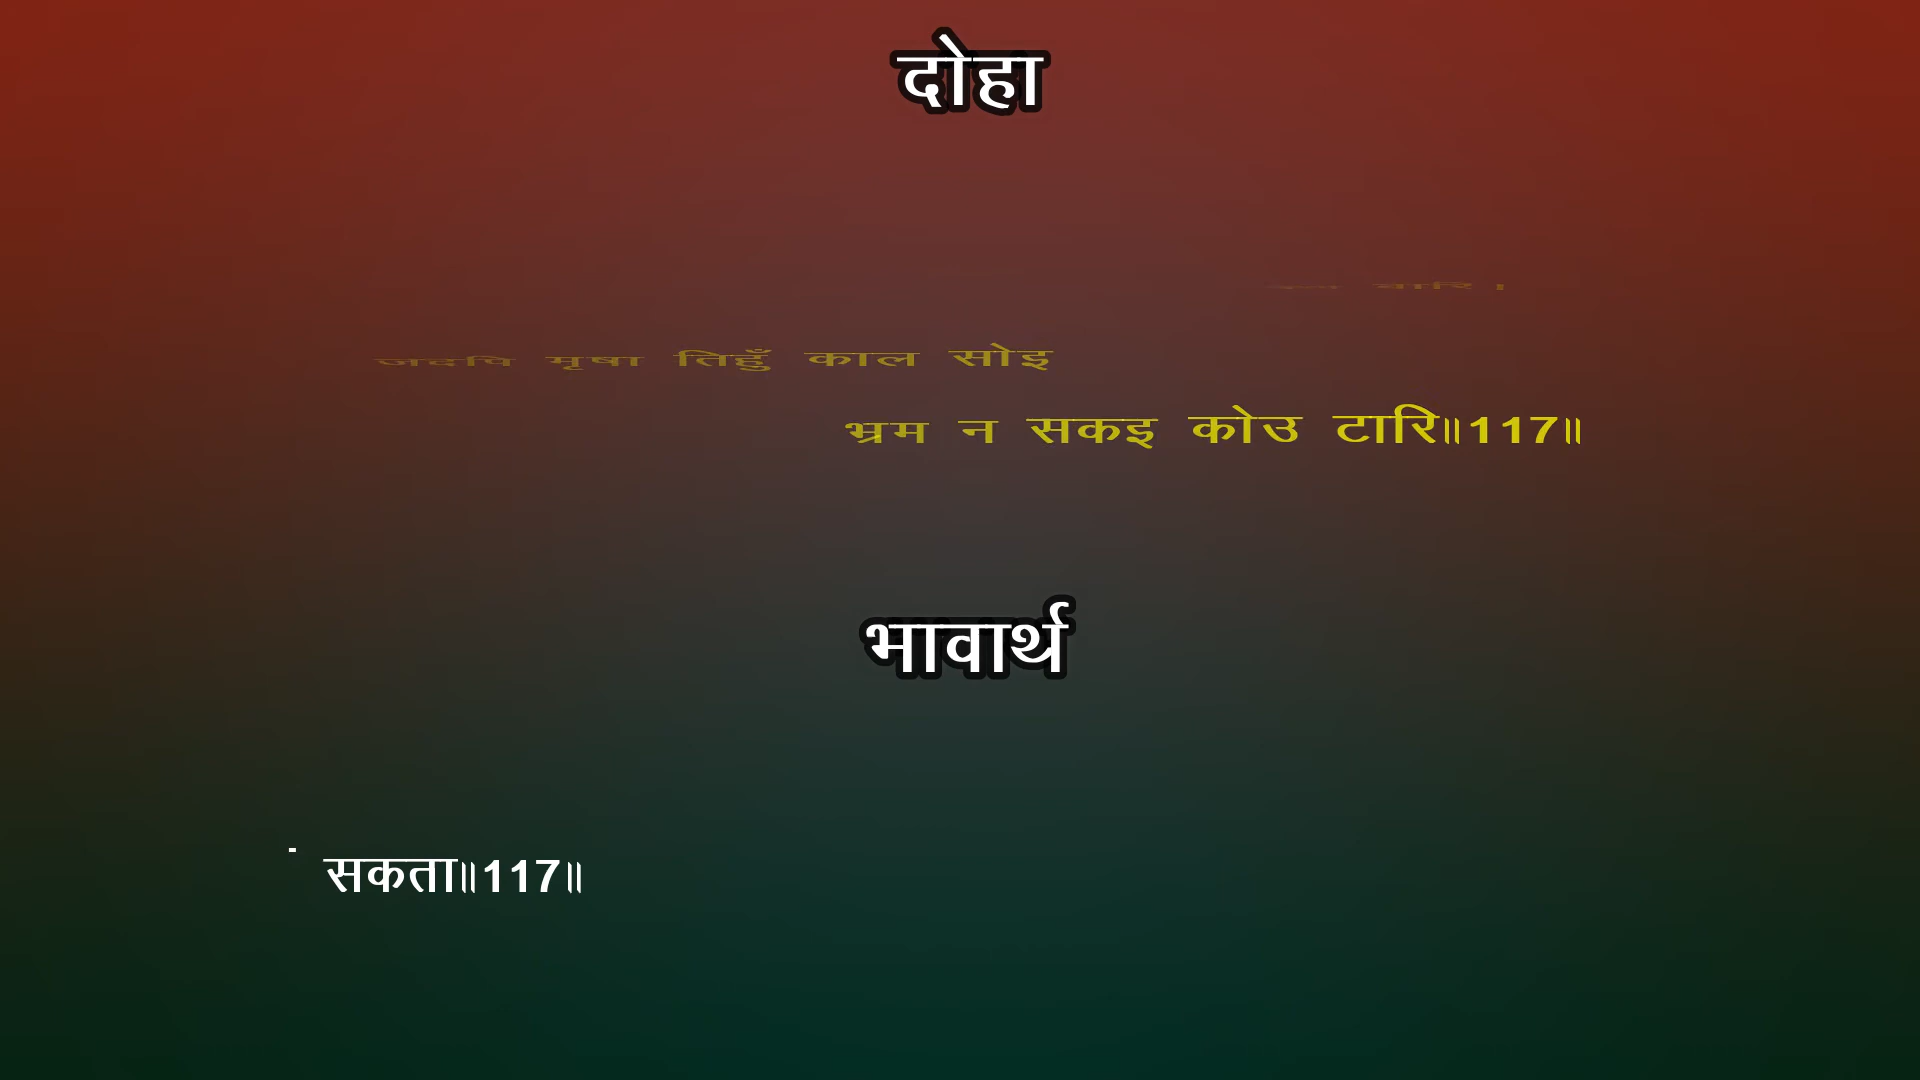 दोहा
बारि।
जदपि मृषा तिहुँ काल सोइ
भ्रम न सकइ कोउ टारि॥117॥
भावार्थ
सकता॥117॥